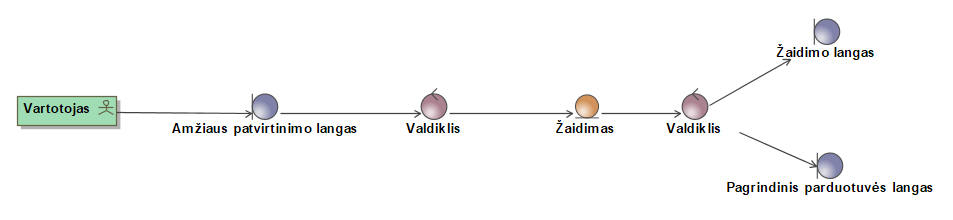 Vartotojas
Amžiaus patvirtinimo langas
Valdiklis
Žaidimas
Valdiklis
Žaidimo langas
Pagrindinis parduotuvės langas